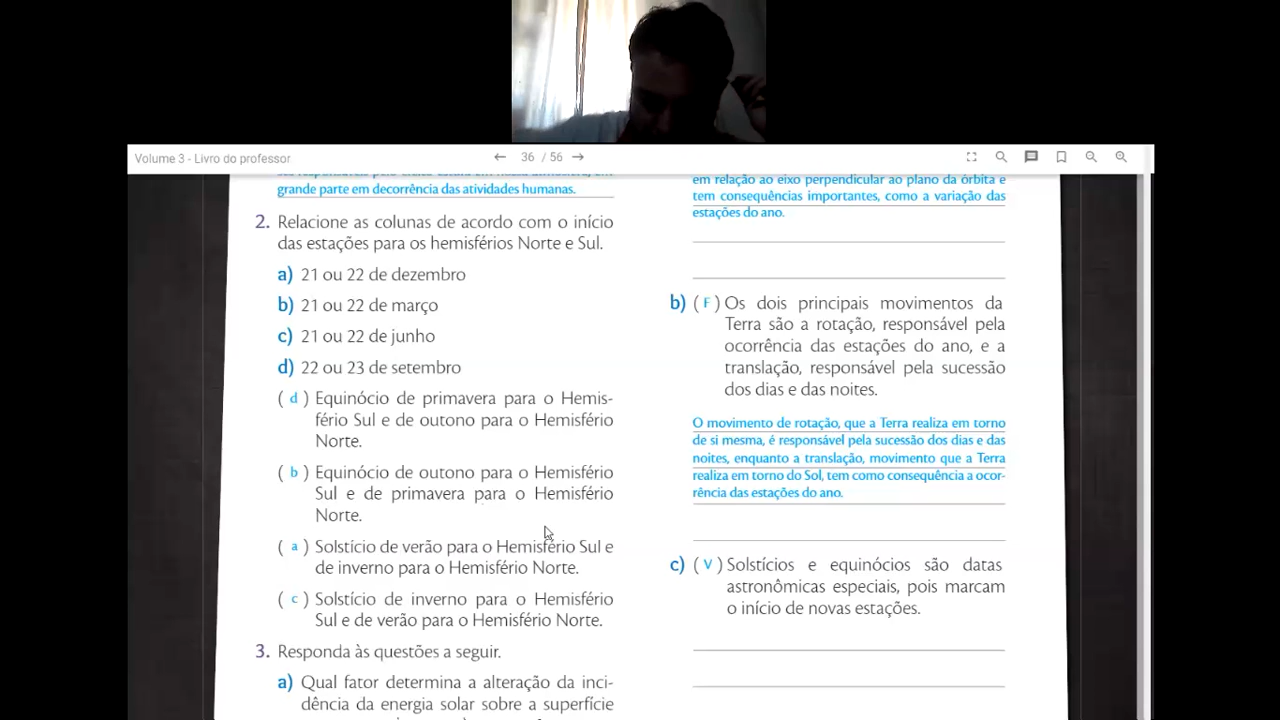 Volume 3 - Livro do professor
36 / 56
grande parte em decorrência das atividades humanas.
2. Relacione as colunas de acordo com o início
das estações para os hemisférios Norte e Sul.
a) 21 ou 22 de dezembro
b) 21 ou 22 de março
c) 21 ou 22 de junho
d) 22 ou 23 de setembro
( d ) Equinócio de primavera para o Hemis-
fério Sul e de outono para o Hemisfério
Norte.
( b ) Equinócio de outono para o Hemisfério
Sul e de primavera para o Hemisfério
Norte.
( a ) Solstício de verão para o Hemisfério Sul e
de inverno para o Hemisfério Norte.
( c ) Solstício de inverno para o Hemisfério
Sul e de verão para o Hemisfério Norte.
3. Responda às questões a seguir.
a) Qual fator determina a alteração da inci-
dência da energia solar sobre a superfície
em relação ao eixo perpendicular ao plano da órbita e
tem consequências importantes, como a variação das
estações do ano.
b) ( F ) Os dois principais movimentos da
Terra são a rotação, responsável pela
ocorrência das estações do ano, e a
translação, responsável pela sucessão
dos dias e das noites.
O movimento de rotação, que a Terra realiza em torno
de si mesma, é responsável pela sucessão dos dias e das
noites, enquanto a translação, movimento que a Terra
realiza em torno do Sol, tem como consequência a ocor-
rência das estações do ano.
c) ( V ) Solstícios e equinócios são datas
astronômicas especiais, pois marcam
o início de novas estações.